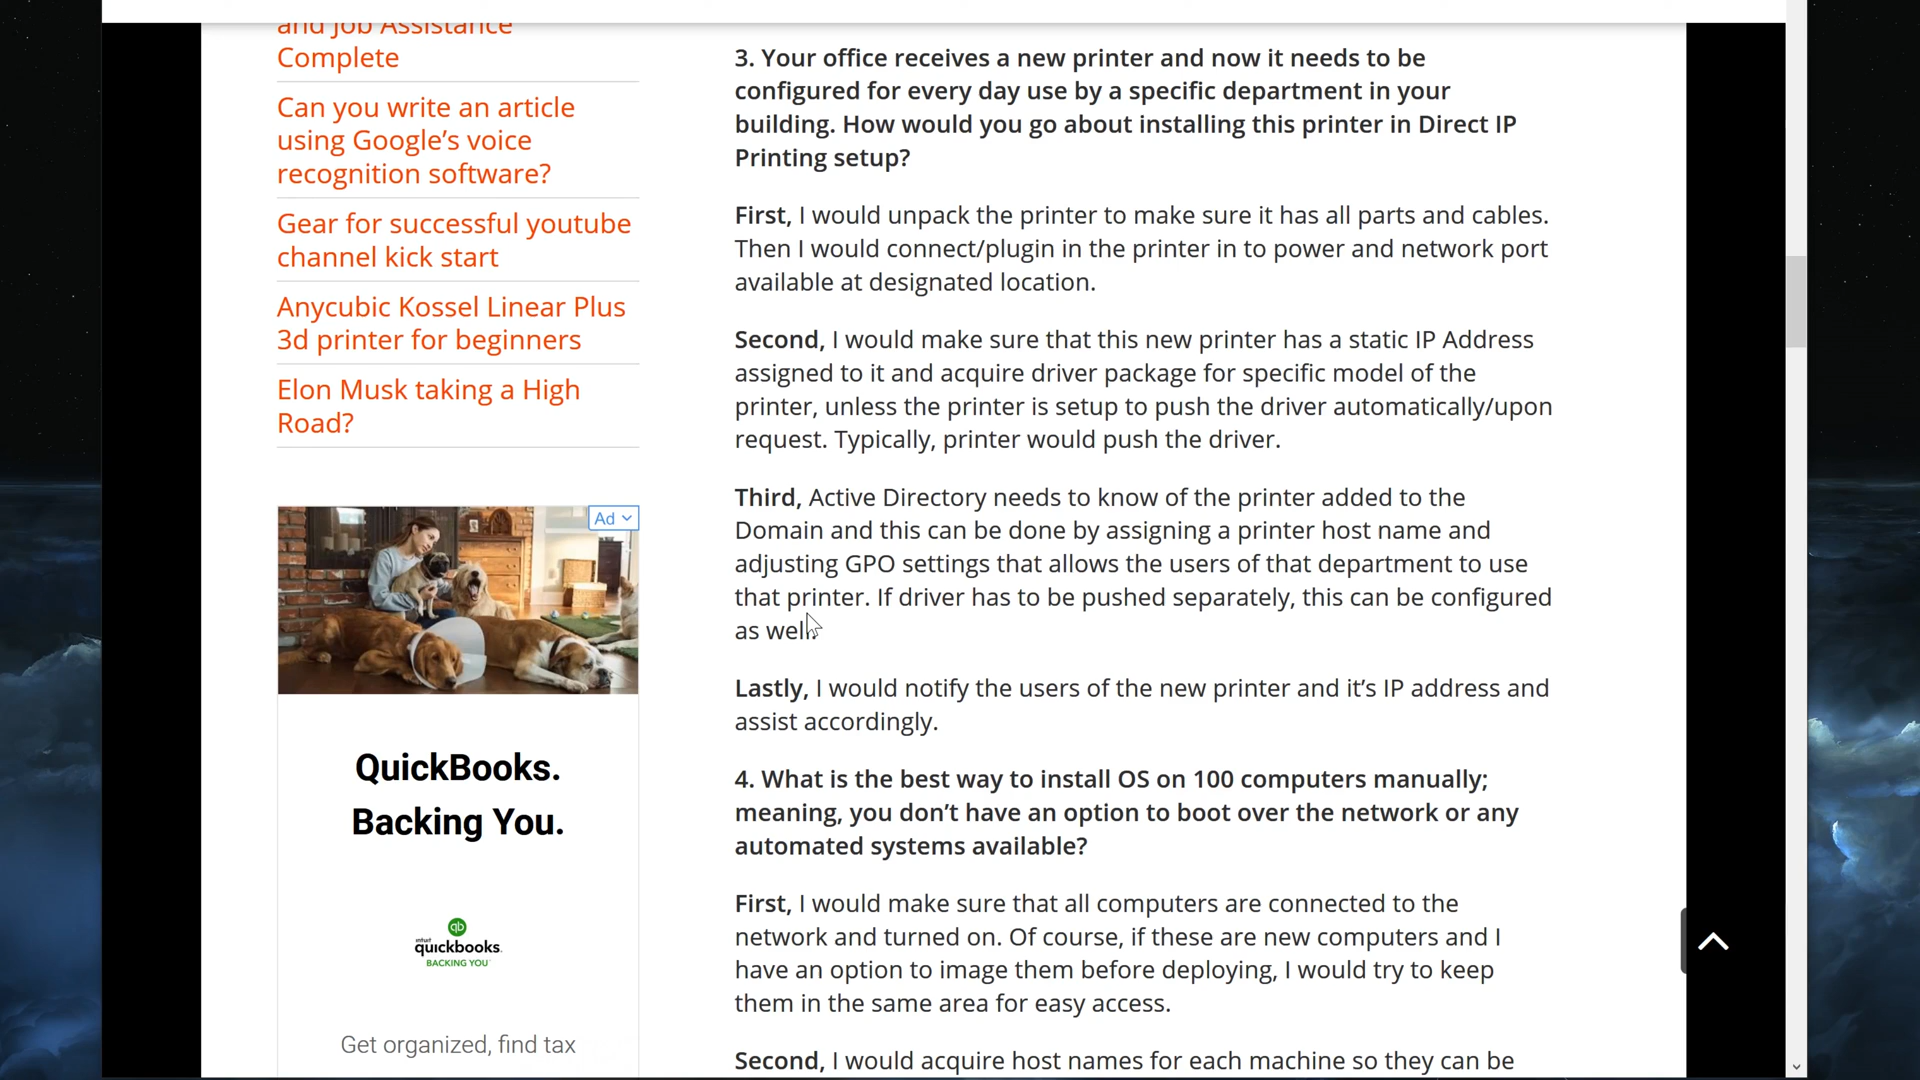 and Job Assistance
Complete
Can you write an article
using Google's voice
recognition software?
Gear for successful youtube
channel kick start
Anycubic Kossel Linear Plus
3d printer for beginners
Elon Musk taking a High
Road?
Ad
QuickBooks.
Backing You.
qb
intuit
quickbooks.
BACKING YOU
Get organized, find tax
3. Your office receives a new printer and now it needs to be
configured for every day use by a specific department in your
building. How would you go about installing this printer in Direct IP
Printing setup?
First, I would unpack the printer to make sure it has all parts and cables.
Then I would connect/plugin in the printer in to power and network port
available at designated location.
Second, I would make sure that this new printer has a static IP Address
assigned to it and acquire driver package for specific model of the
printer, unless the printer is setup to push the driver automatically/upon
request. Typically, printer would push the driver.
Third, Active Directory needs to know of the printer added to the
Domain and this can be done by assigning a printer host name and
adjusting GPO settings that allows the users of that department to use
that printer. If driver has to be pushed separately, this can be configured
as well.
Lastly, I would notify the users of the new printer and it's IP address and
assist accordingly.
4. What is the best way to install OS on 100 computers manually;
meaning, you don't have an option to boot over the network or any
automated systems available?
First, I would make sure that all computers are connected to the
network and turned on. Of course, if these are new computers and I
have an option to image them before deploying, I would try to keep
them in the same area for easy access.
Second, I would acquire host names for each machine so they can be